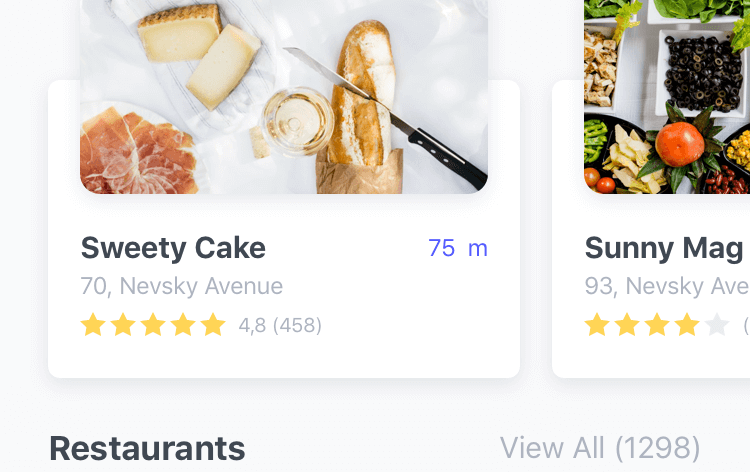 Sweety Cake
75 m
70, Nevsky Avenue
4,8 (458)
Sunny Mag
93, Nevsky Ave
Restaurants
View All (1298)